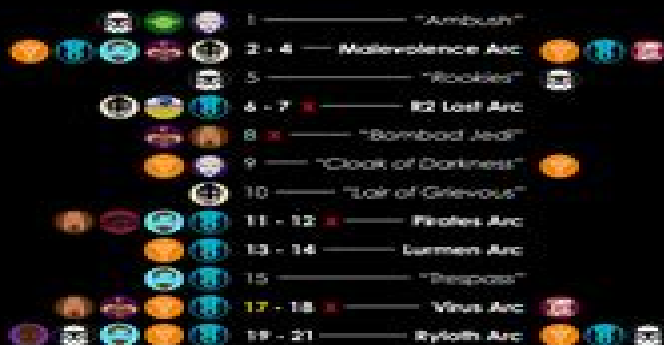 1 "Ambush"
2 - 4 Malevolence Arc
5 "Rookies"
6 - 7 x R2 Lost Arc
8 x "Bombad Jedi"
9 "Cloak of Darkness"
10 "Lair of Grievous"
11 - 12 x Pirates Arc
13 - 14 Lurmen Arc
15 "Trespass"
17 - 18 x Virus Arc
19 - 21 Ryloth Arc